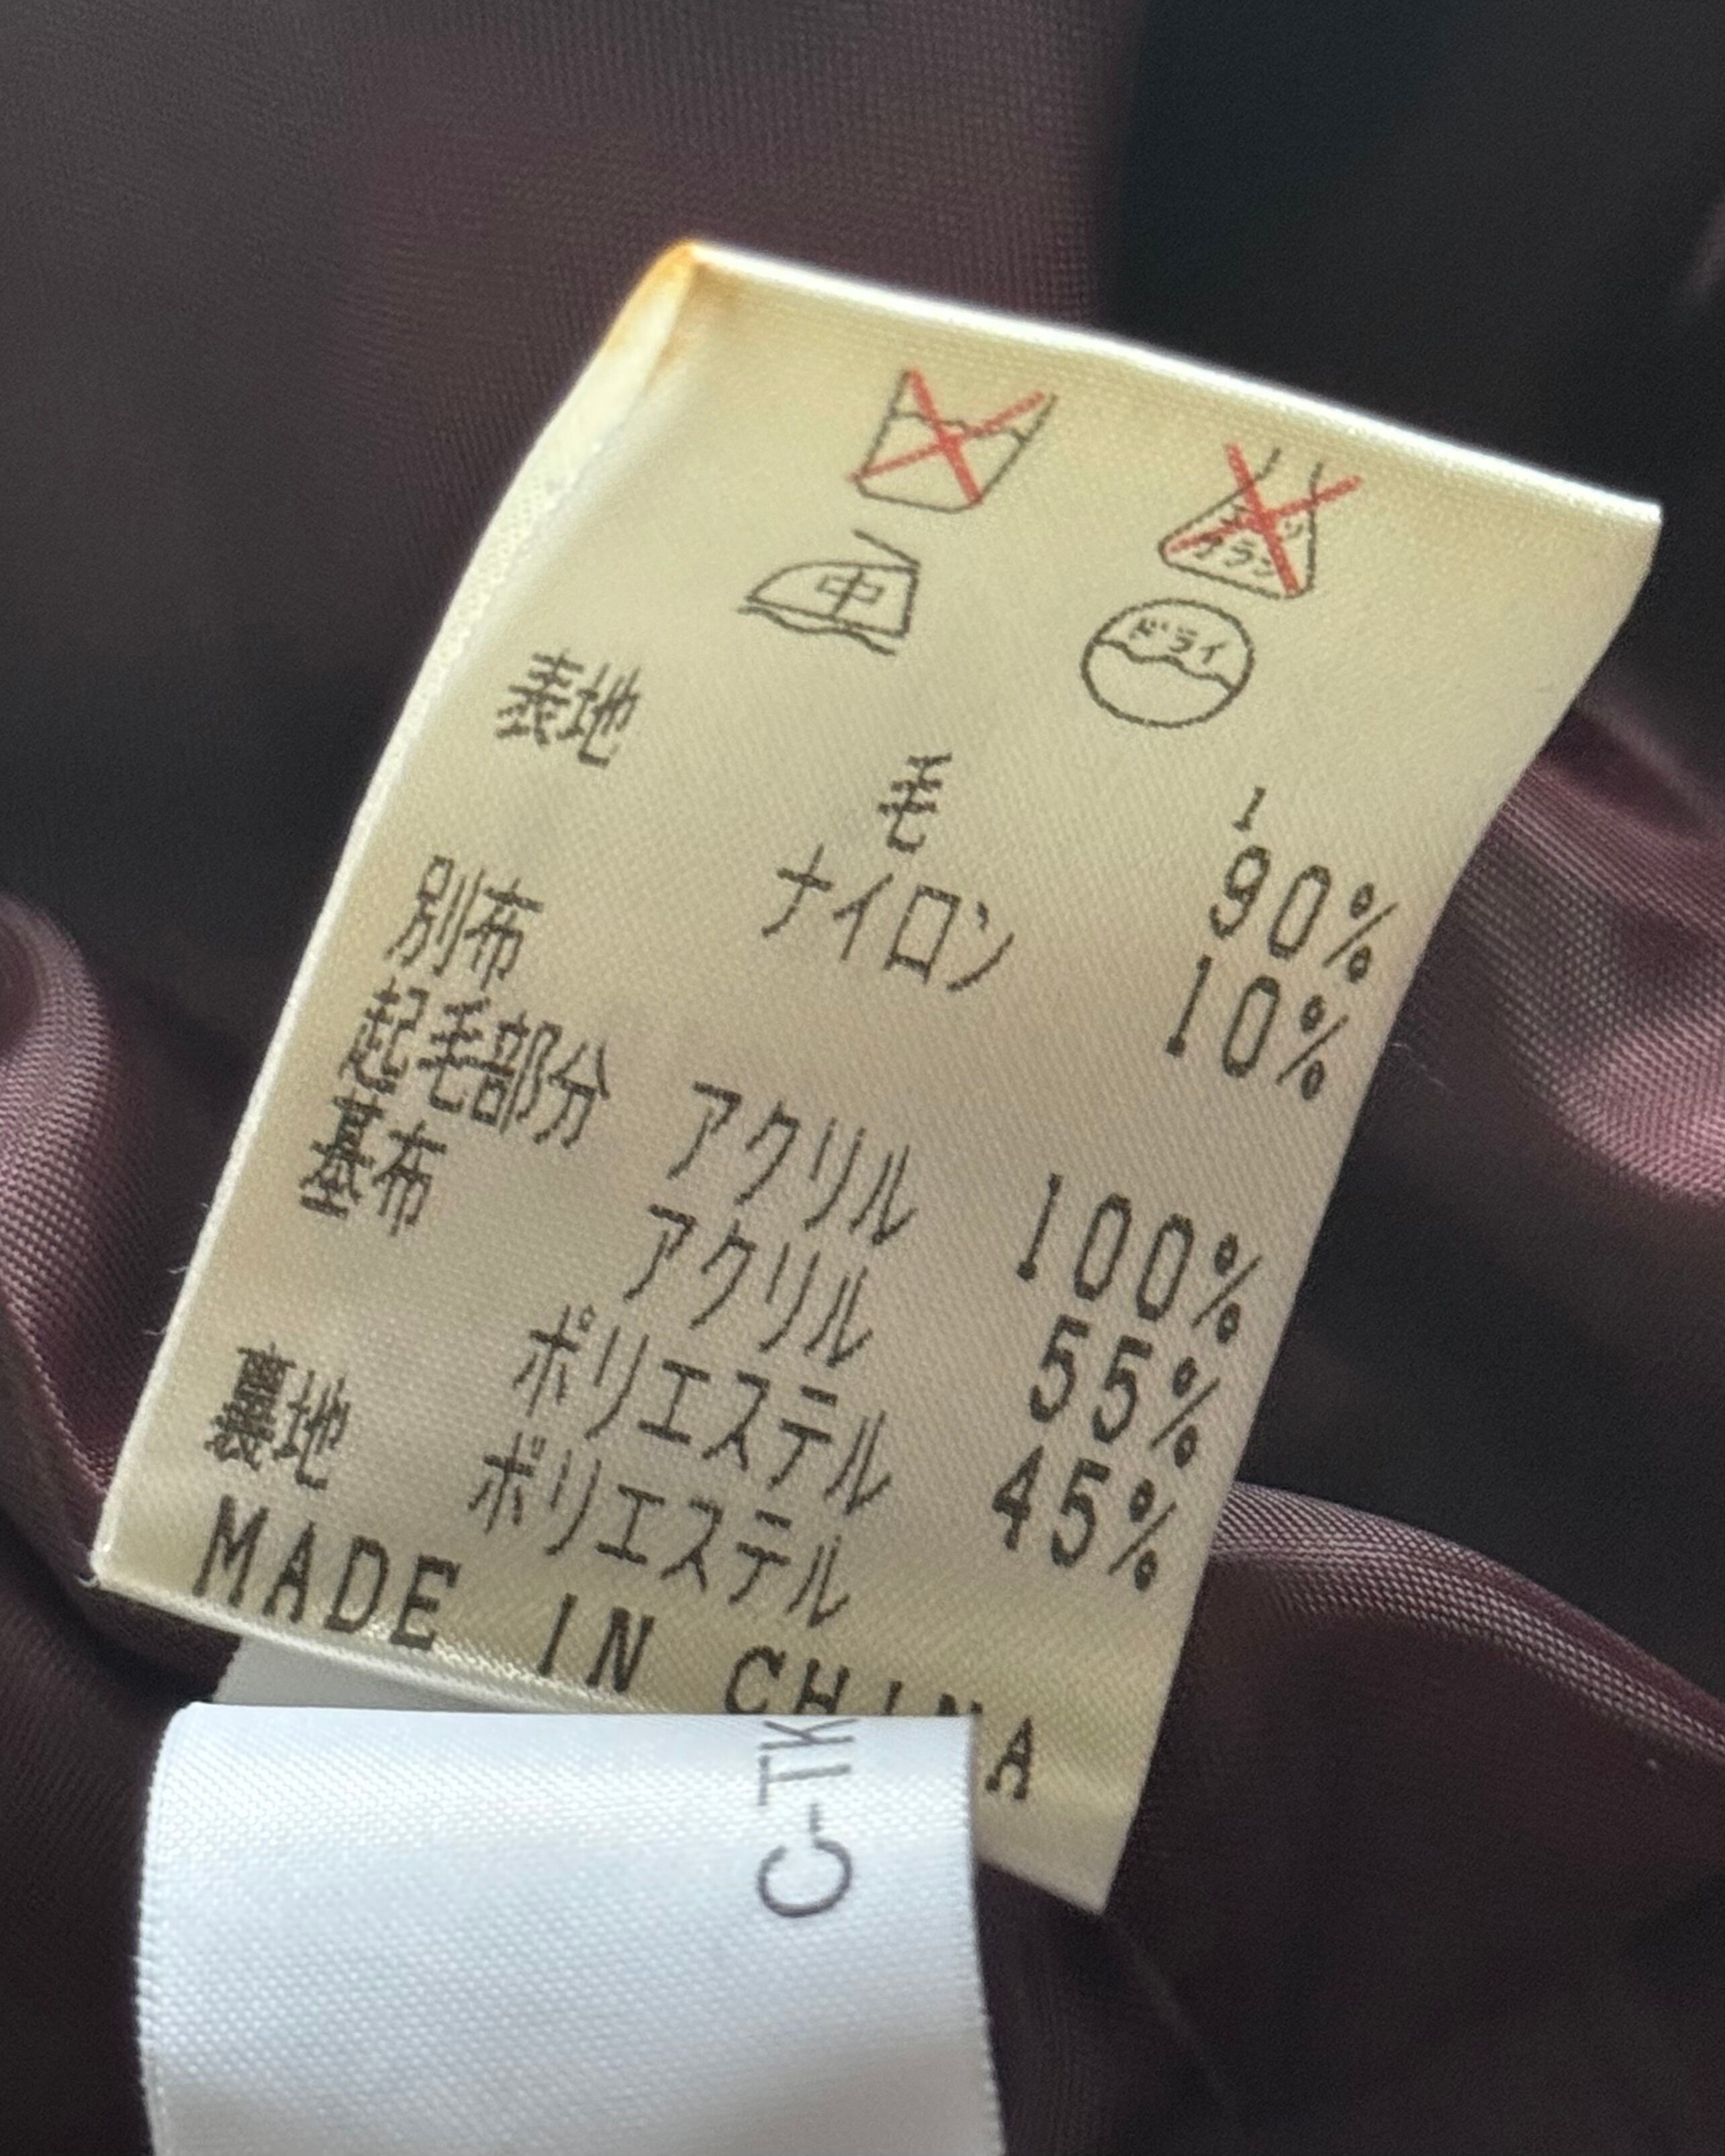 中
ドライ
表地
1
毛 90%
ナイロン 10%
別布
起毛部分 アクリル 100%
基布 アクリル 55%
ポリエステル 45%
裏地 ポリエステル
MADE IN CHINA
C-TK